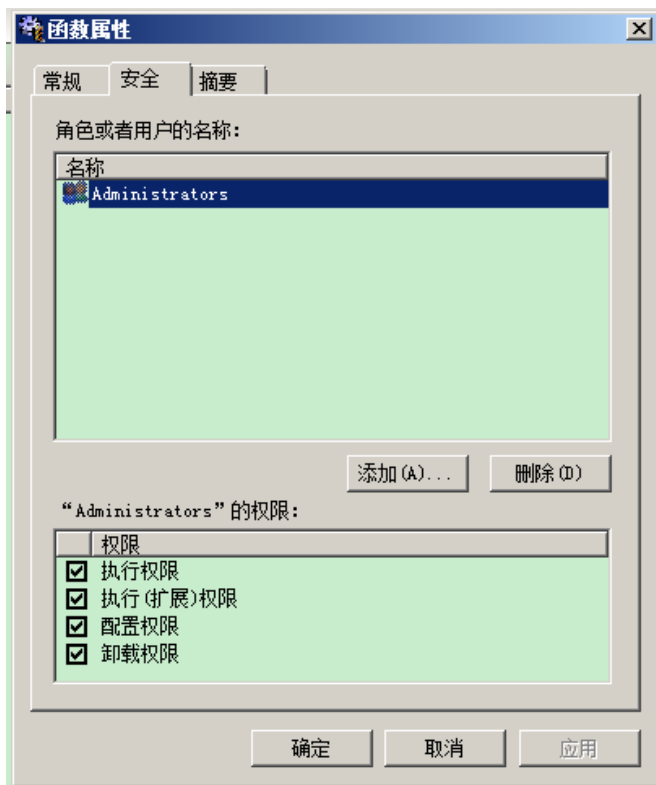 函数属性
常规 安全 摘要
角色或者用户的名称:
名称
Administrators
添加(A)... 删除(D)
“Administrators”的权限:
权限
执行权限
执行(扩展)权限
配置权限
卸载权限
确定 取消 应用